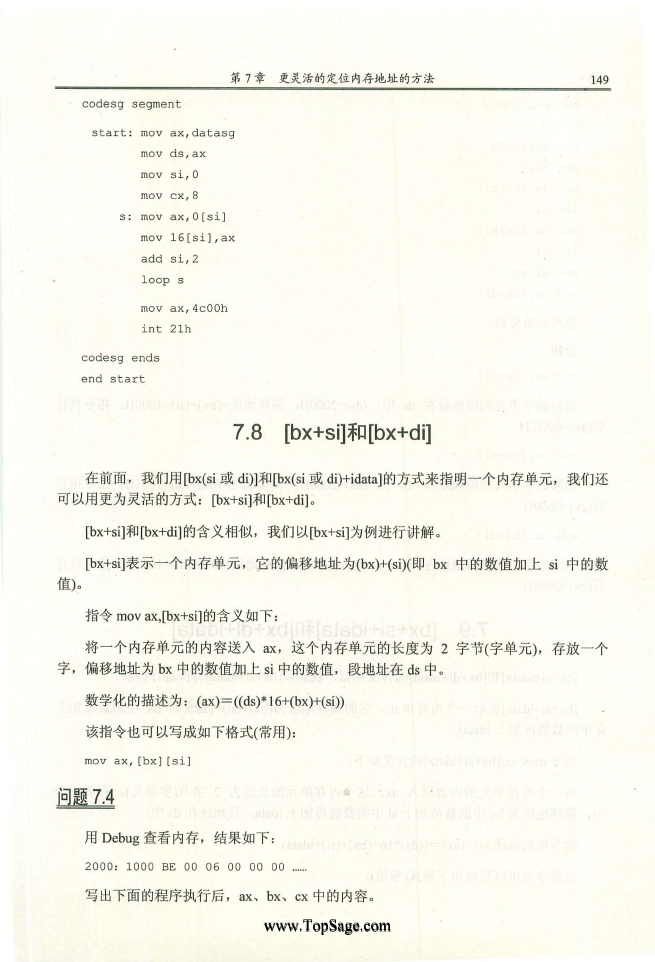 第 7 章 更灵活的定位内存地址的方法 149
codesg segment
start: mov ax,datasg
mov ds,ax
mov si,0
mov cx,8
s: mov ax,0[si]
mov 16[si],ax
add si,2
loop s
mov ax,4c00h
int 21h
codesg ends
end start
7.8 [bx+si]和[bx+di]
在前面，我们用[bx(si 或 di)]和[bx(si 或 di)+idata]的方式来指明一个内存单元，我们还
可以用更为灵活的方式：[bx+si]和[bx+di]。
[bx+si]和[bx+di]的含义相似，我们以[bx+si]为例进行讲解。
[bx+si]表示一个内存单元，它的偏移地址为(bx)+(si)(即 bx 中的数值加上 si 中的数
值)。
指令 mov ax,[bx+si]的含义如下：
将一个内存单元的内容送入 ax，这个内存单元的长度为 2 字节(字单元)，存放一个
字，偏移地址为 bx 中的数值加上 si 中的数值，段地址在 ds 中。
数学化的描述为：(ax)=((ds)*16+(bx)+(si))
该指令也可以写成如下格式(常用)：
mov ax,[bx][si]
问题 7.4
用 Debug 查看内存，结果如下：
2000: 1000 BE 00 06 00 00 00 ……
写出下面的程序执行后，ax、bx、cx 中的内容。
www.TopSage.com